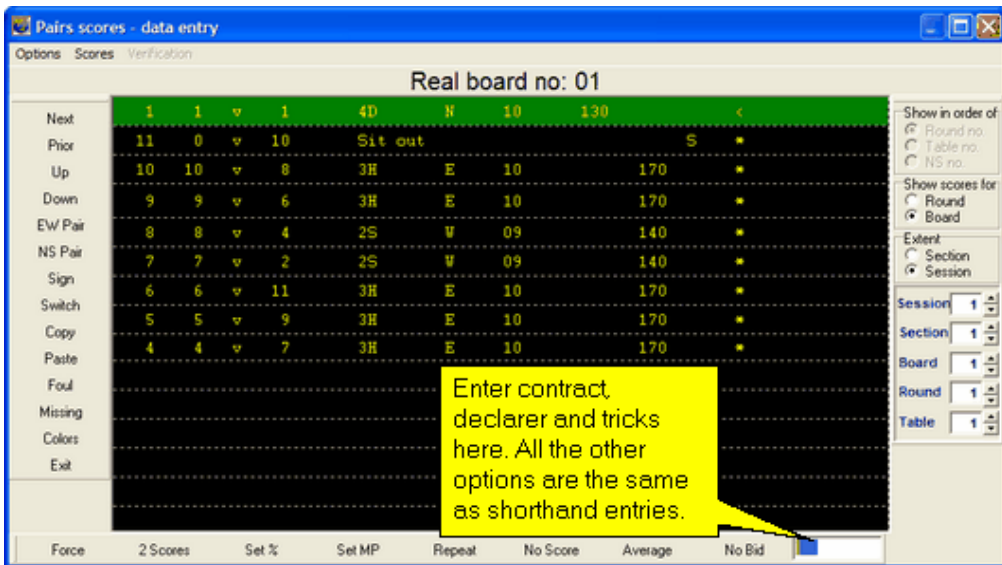 Pairs scores - data entry
Options Scores Verification
Real board no: 01
Next
Prior
Up
Down
EW Pair
NS Pair
Sign
Switch
Copy
Paste
Foul
Missing
Colors
Exit
1 1 v 1 4D N 10 130 <
11 0 v 10 Sit out S *
10 10 v 8 3H E 10 170 *
9 9 v 6 3H E 10 170 *
8 8 v 4 2S W 09 140 *
7 7 v 2 2S W 09 140 *
6 6 v 11 3H E 10 170 *
5 5 v 9 3H E 10 170 *
4 4 v 7 3H E 10 170 *
Enter contract,
declarer and tricks
here. All the other
options are the same
as shorthand entries.
Show in order of
Round no.
Table no.
NS no.
Show scores for
Round
Board
Extent
Section
Session
Session 1
Section 1
Board 1
Round 1
Table 1
Force 2 Scores Set % Set MP Repeat No Score Average No Bid